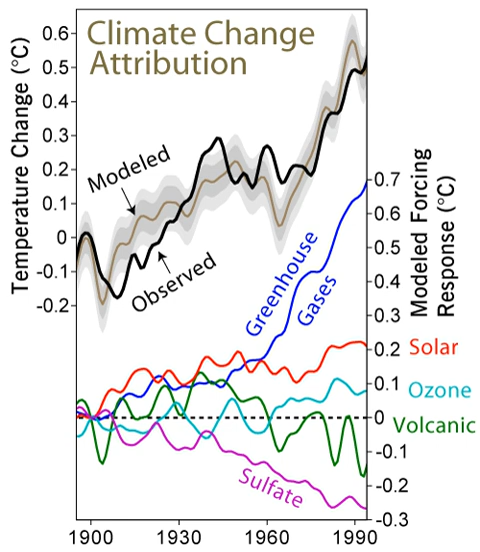 Climate Change
Attribution
Temperature Change (°C)
0.6
0.5
0.4
0.3
0.2
0.1
0
-0.1
-0.2
Modeled
Observed
Modeled Forcing
Response (°C)
0.7
0.6
0.5
0.4
0.3
0.2
0.1
0
-0.1
-0.2
-0.3
Greenhouse
Gases
Solar
Ozone
Volcanic
Sulfate
1900
1930
1960
1990